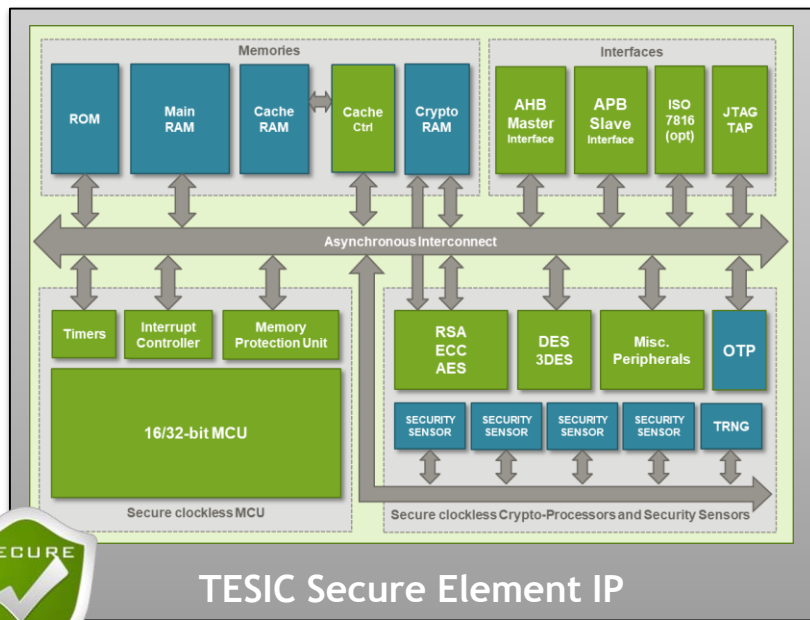 Memories
ROM
Main
RAM
Cache
RAM
Cache
Ctrl
Crypto
RAM
Interfaces
AHB
Master
Interface
APB
Slave
Interface
ISO
7816
(opt)
JTAG
TAP
Asynchronous Interconnect
Timers
Interrupt
Controller
Memory
Protection Unit
16/32-bit MCU
Secure clockless MCU
RSA
ECC
AES
DES
3DES
Misc.
Peripherals
OTP
SECURITY
SENSOR
SECURITY
SENSOR
SECURITY
SENSOR
SECURITY
SENSOR
TRNG
Secure clockless Crypto-Processors and Security Sensors
ECURE
TESIC Secure Element IP